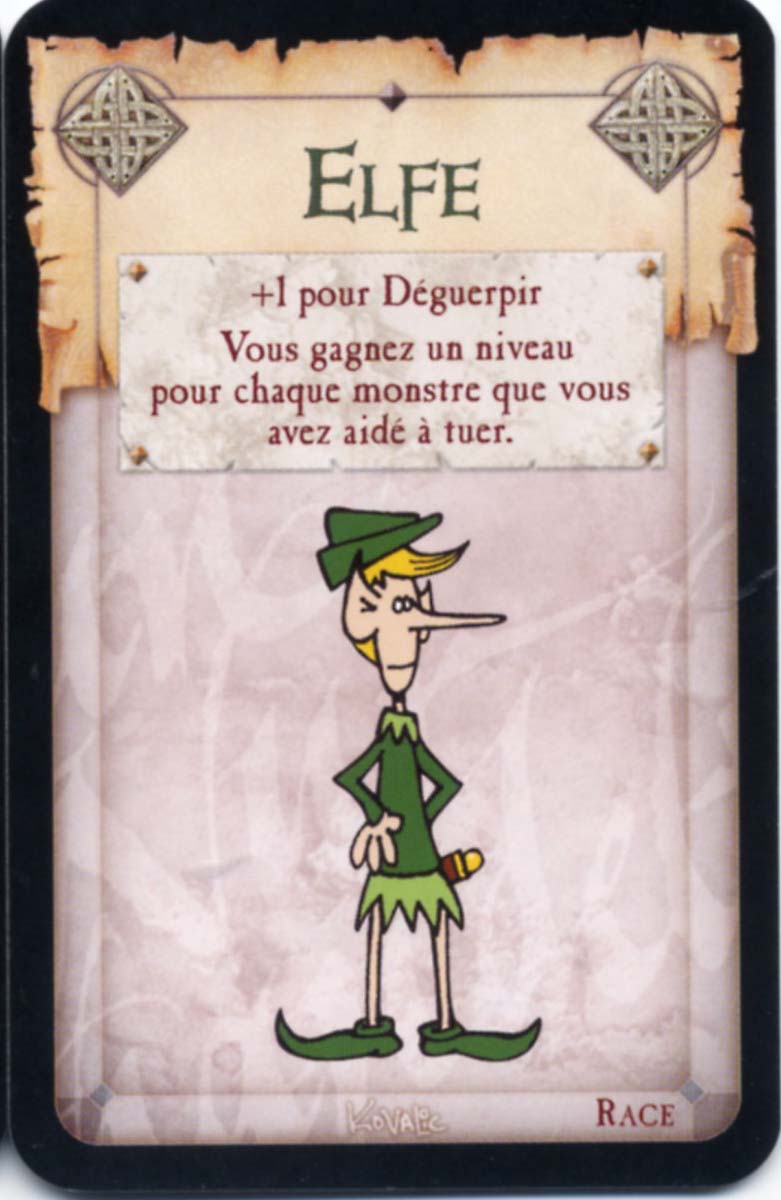 Elfe
+1 pour Déguerpir
Vous gagnez un niveau
pour chaque monstre que vous
avez aidé à tuer.
Kovalic
Race